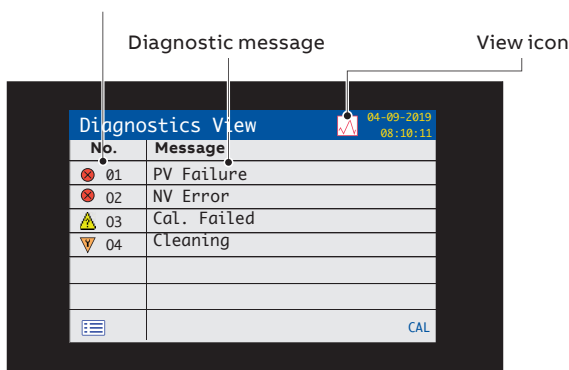 Diagnostic message
View icon
Diagnostics View
04-09-2019
08:10:11
No. Message
01 PV Failure
02 NV Error
03 Cal. Failed
04 Cleaning
CAL